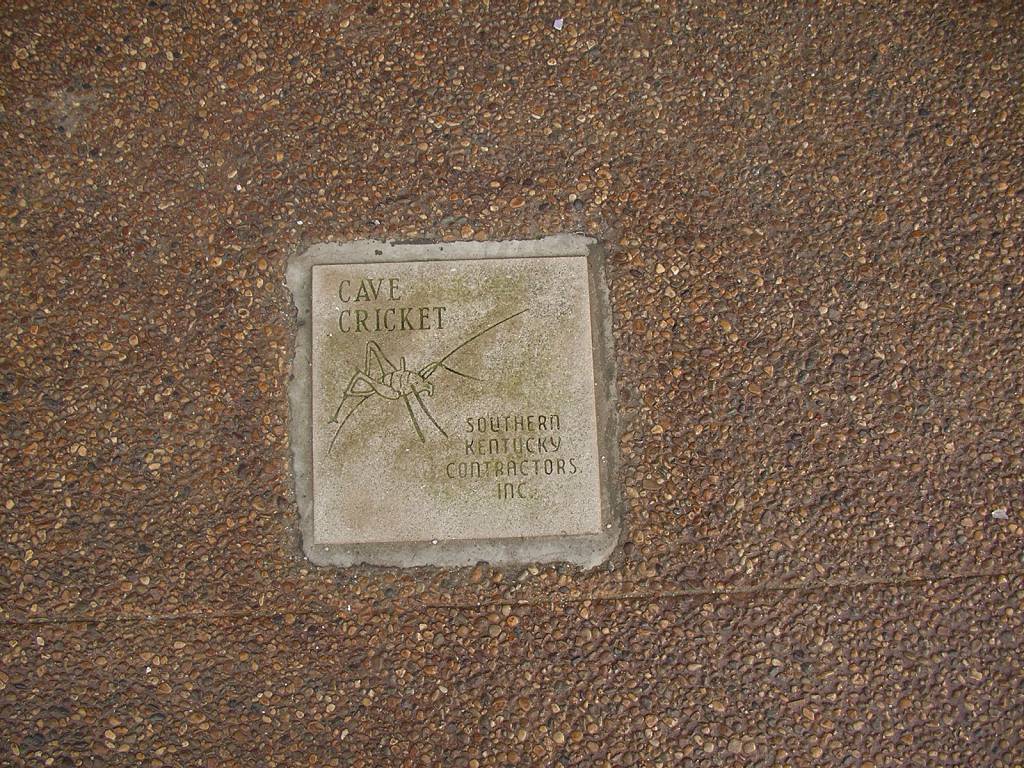 CAVE
CRICKET
SOUTHERN
KENTUCKY
CONTRACTORS
INC.